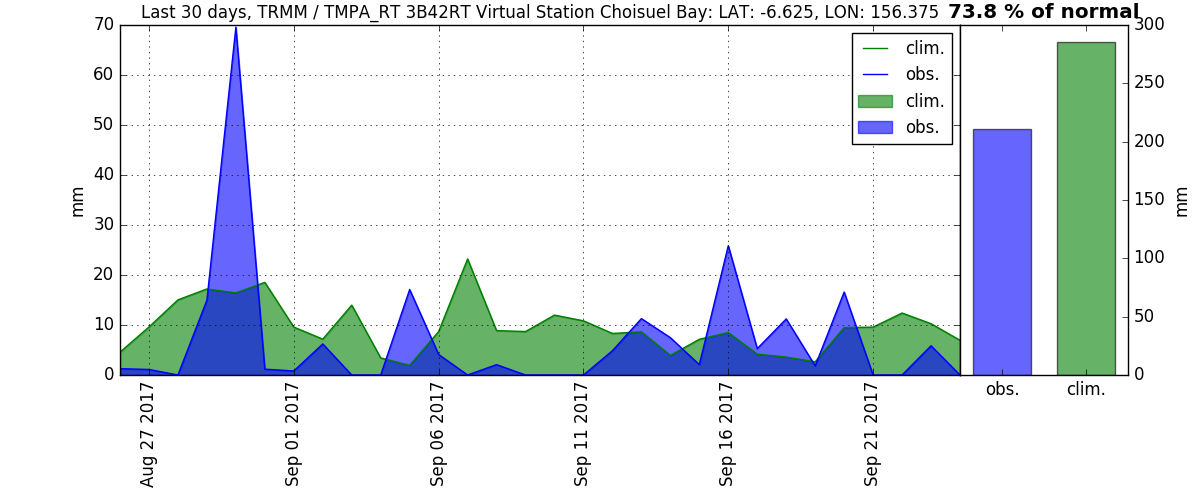 Last 30 days, TRMM / TMPA_RT 3B42RT Virtual Station Choisuel Bay: LAT: -6.625, LON: 156.375
73.8 % of normal
70
60
50
40
30
20
10
0
mm
clim.
obs.
clim.
obs.
Aug 27 2017
Sep 01 2017
Sep 06 2017
Sep 11 2017
Sep 16 2017
Sep 21 2017
300
250
200
150
100
50
0
mm
obs.
clim.